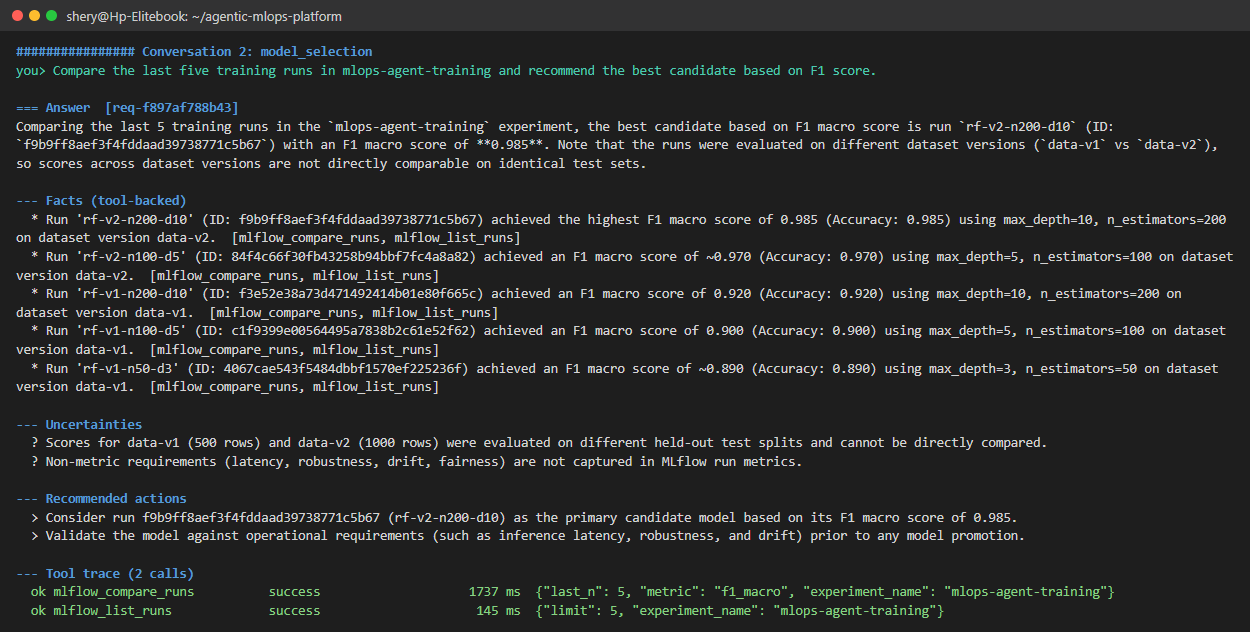 shery@Hp-Elitebook: ~/agentic-mlops-platform
################ Conversation 2: model_selection
you> Compare the last five training runs in mlops-agent-training and recommend the best candidate based on F1 score.
=== Answer  [req-f897af788b43]
Comparing the last 5 training runs in the `mlops-agent-training` experiment, the best candidate based on F1 macro score is run `rf-v2-n200-d10` (ID:
`f9b9ff8aef3f4fddaad39738771c5b67`) with an F1 macro score of **0.985**. Note that the runs were evaluated on different dataset versions (`data-v1` vs `data-v2`),
so scores across dataset versions are not directly comparable on identical test sets.
--- Facts (tool-backed)
* Run 'rf-v2-n200-d10' (ID: f9b9ff8aef3f4fddaad39738771c5b67) achieved the highest F1 macro score of 0.985 (Accuracy: 0.985) using max_depth=10, n_estimators=200
on dataset version data-v2.  [mlflow_compare_runs, mlflow_list_runs]
* Run 'rf-v2-n100-d5' (ID: 84f4c66f30fb43258b94bbf7fc4a8a82) achieved an F1 macro score of ~0.970 (Accuracy: 0.970) using max_depth=5, n_estimators=100 on dataset
version data-v2.  [mlflow_compare_runs, mlflow_list_runs]
* Run 'rf-v1-n200-d10' (ID: f3e52e38a73d471492414b01e80f665c) achieved an F1 macro score of 0.920 (Accuracy: 0.920) using max_depth=10, n_estimators=200 on
dataset version data-v1.  [mlflow_compare_runs, mlflow_list_runs]
* Run 'rf-v1-n100-d5' (ID: c1f9399e00564495a7838b2c61e52f62) achieved an F1 macro score of 0.900 (Accuracy: 0.900) using max_depth=5, n_estimators=100 on dataset
version data-v1.  [mlflow_compare_runs, mlflow_list_runs]
* Run 'rf-v1-n50-d3' (ID: 4067cae543f5484dbbf1570ef225236f) achieved an F1 macro score of ~0.890 (Accuracy: 0.890) using max_depth=3, n_estimators=50 on dataset
version data-v1.  [mlflow_compare_runs, mlflow_list_runs]
--- Uncertainties
? Scores for data-v1 (500 rows) and data-v2 (1000 rows) were evaluated on different held-out test splits and cannot be directly compared.
? Non-metric requirements (latency, robustness, drift, fairness) are not captured in MLflow run metrics.
--- Recommended actions
> Consider run f9b9ff8aef3f4fddaad39738771c5b67 (rf-v2-n200-d10) as the primary candidate model based on its F1 macro score of 0.985.
> Validate the model against operational requirements (such as inference latency, robustness, and drift) prior to any model promotion.
--- Tool trace (2 calls)
ok mlflow_compare_runs success 1737 ms {"last_n": 5, "metric": "f1_macro", "experiment_name": "mlops-agent-training"}
ok mlflow_list_runs success 145 ms {"limit": 5, "experiment_name": "mlops-agent-training"}